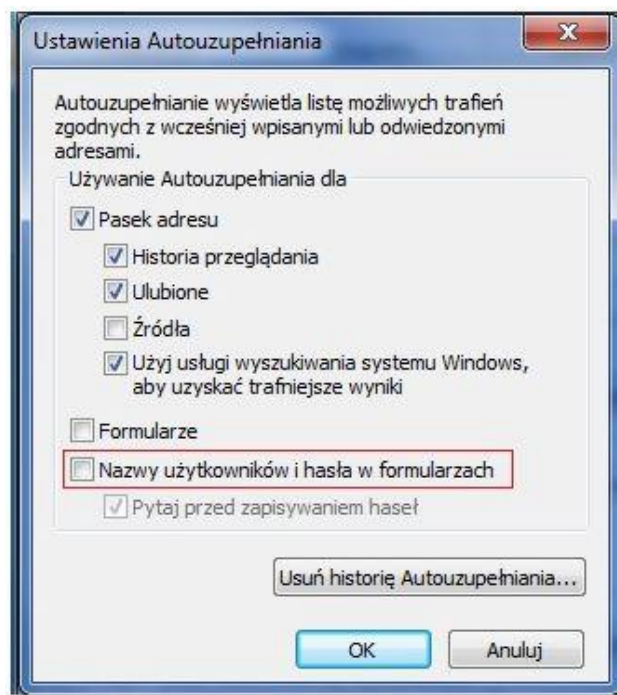 Ustawienia Autouzupełniania
Autouzupełnianie wyświetla listę możliwych trafień
zgodnych z wcześniej wpisanymi lub odwiedzonymi
adresami.
Używanie Autouzupełniania dla
Pasek adresu
Historia przeglądania
Ulubione
Źródła
Użyj usługi wyszukiwania systemu Windows,
aby uzyskać trafniejsze wyniki
Formularze
Nazwy użytkowników i hasła w formularzach
Pytaj przed zapisywaniem haseł
Usuń historię Autouzupełniania...
OK Anuluj